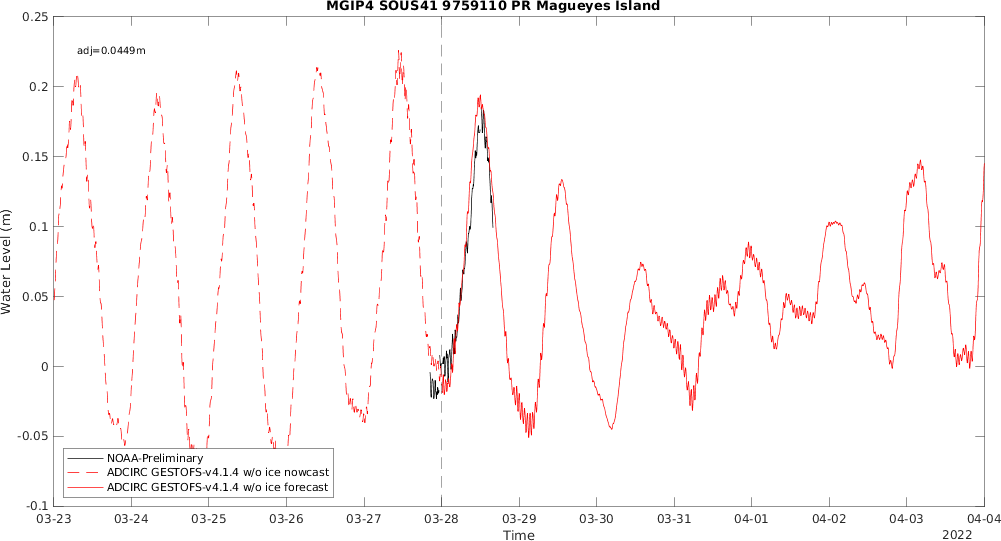 MGIP4 SOUS41 9759110 PR Magueyes Island
adj=0.0449m
0.25
0.2
0.15
0.1
0.05
0
-0.05
-0.1
Water Level (m)
NOAA-Preliminary
ADCIRC GESTOFS-v4.1.4 w/o ice nowcast
ADCIRC GESTOFS-v4.1.4 w/o ice forecast
03-23 03-24 03-25 03-26 03-27 03-28 03-29 03-30 03-31 04-01 04-02 04-03 04-04
Time
2022